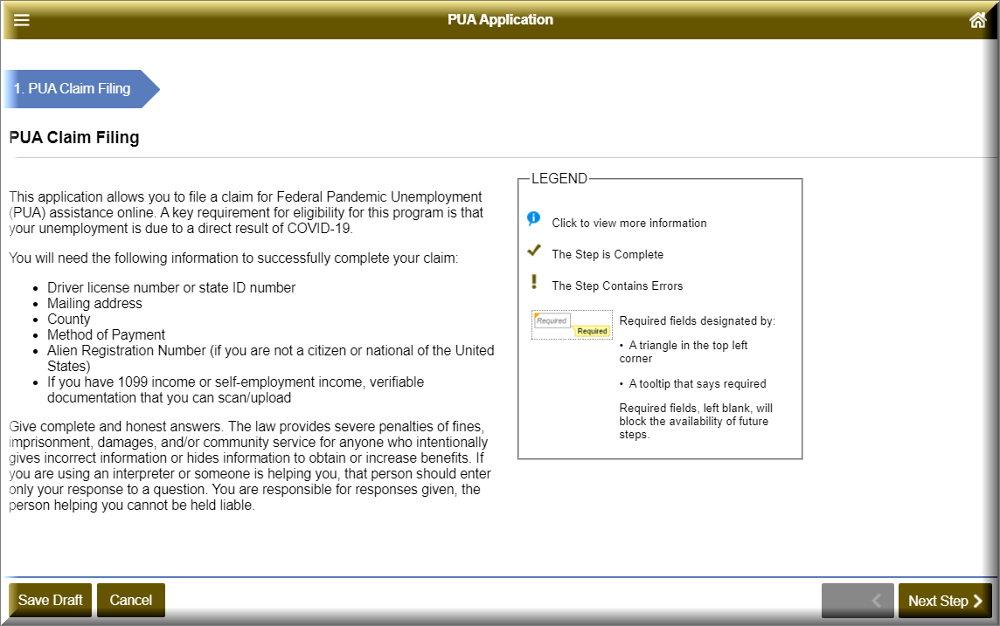 PUA Application
1. PUA Claim Filing
PUA Claim Filing
This application allows you to file a claim for Federal Pandemic Unemployment
(PUA) assistance online. A key requirement for eligibility for this program is that
your unemployment is due to a direct result of COVID-19.
You will need the following information to successfully complete your claim:
• Driver license number or state ID number
• Mailing address
• County
• Method of Payment
• Alien Registration Number (if you are not a citizen or national of the United
States)
• If you have 1099 income or self-employment income, verifiable
documentation that you can scan/upload
Give complete and honest answers. The law provides severe penalties of fines,
imprisonment, damages, and/or community service for anyone who intentionally
gives incorrect information or hides information to obtain or increase benefits. If
you are using an interpreter or someone is helping you, that person should enter
only your response to a question. You are responsible for responses given, the
person helping you cannot be held liable.
LEGEND
Click to view more information
The Step is Complete
The Step Contains Errors
Required
Required
Required fields designated by:
• A triangle in the top left
corner
• A tooltip that says required
Required fields, left blank, will
block the availability of future
steps.
Save Draft
Cancel
Next Step